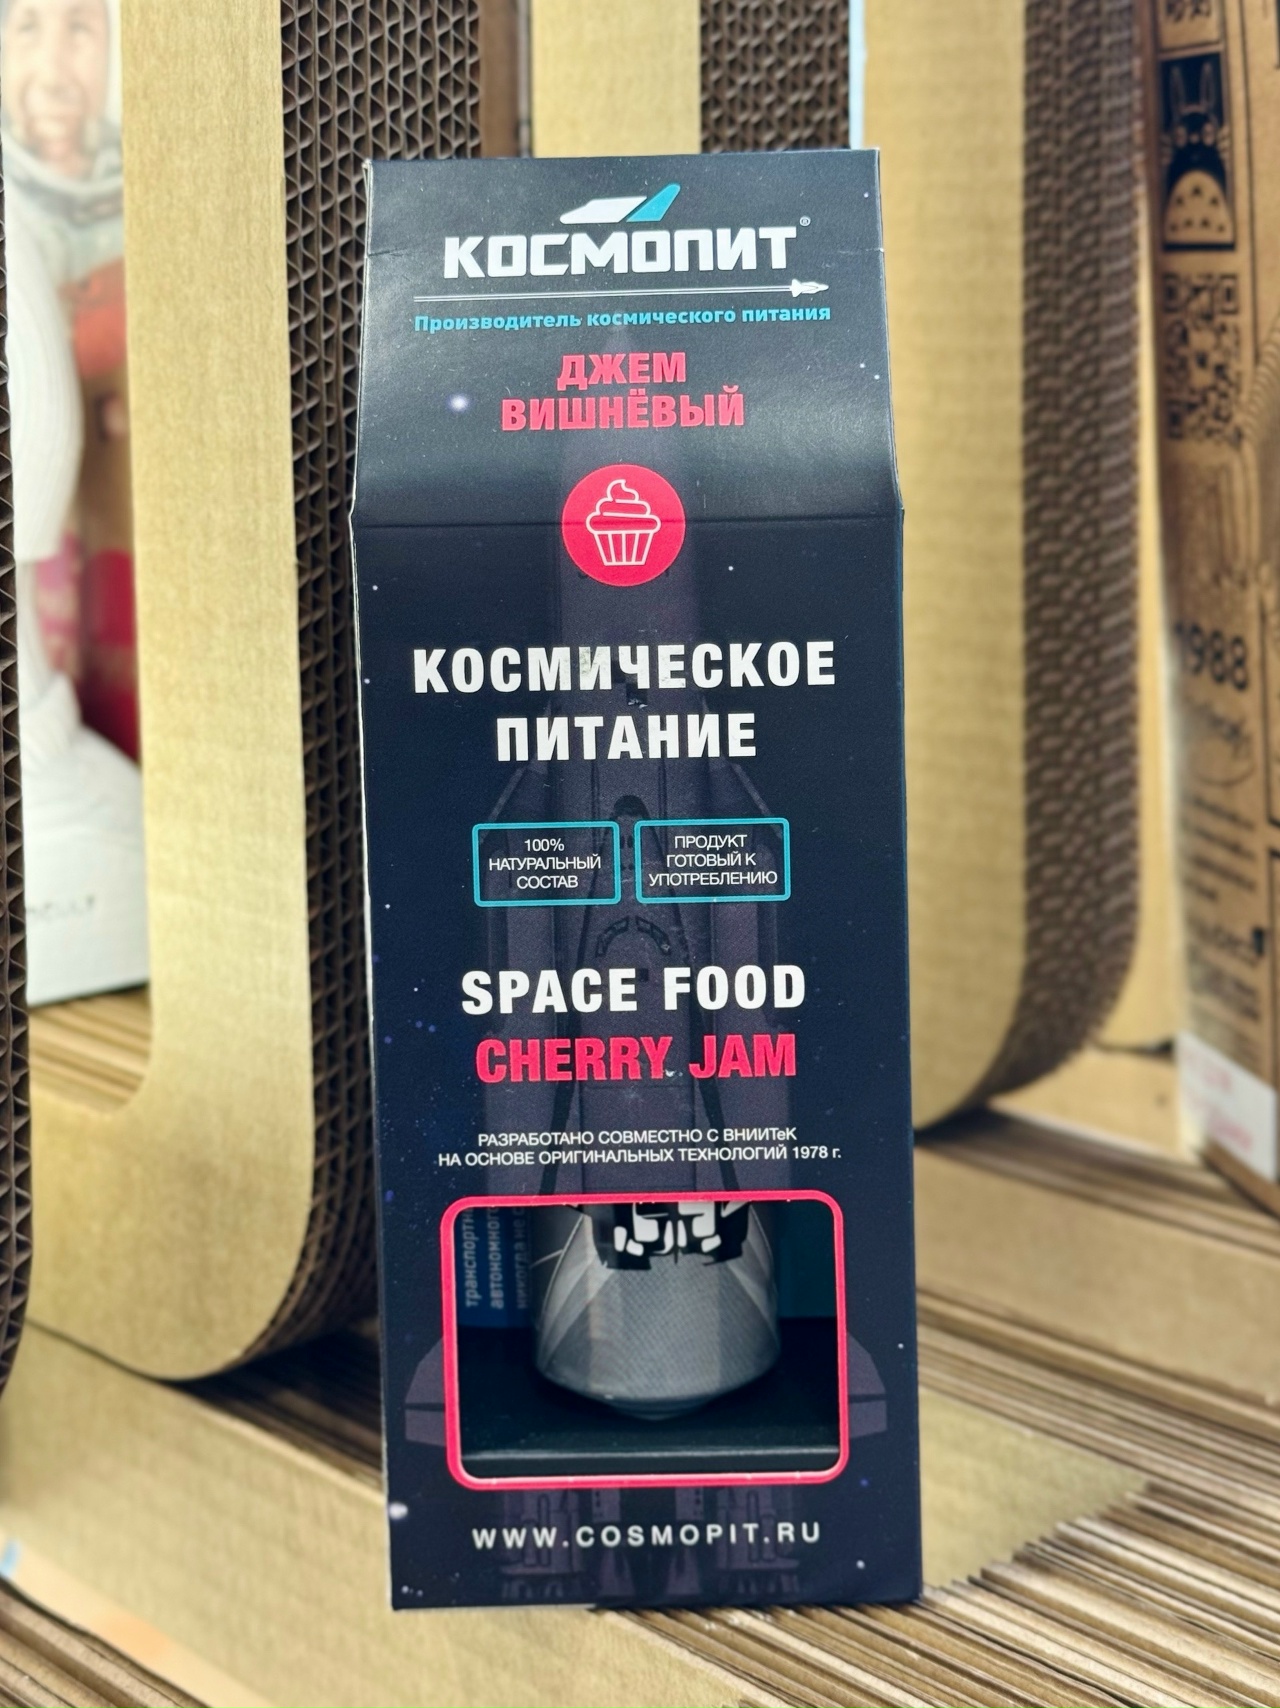 КОСМОПИТ®
Производитель космического питания
ДЖЕМ
ВИШНЁВЫЙ
КОСМИЧЕСКОЕ
ПИТАНИЕ
100%
НАТУРАЛЬНЫЙ
СОСТАВ
ПРОДУКТ
ГОТОВЫЙ К
УПОТРЕБЛЕНИЮ
SPACE FOOD
CHERRY JAM
РАЗРАБОТАНО СОВМЕСТНО С ВНИИТеК
НА ОСНОВЕ ОРИГИНАЛЬНЫХ ТЕХНОЛОГИЙ 1978 г.
WWW.COSMOPIT.RU
1988